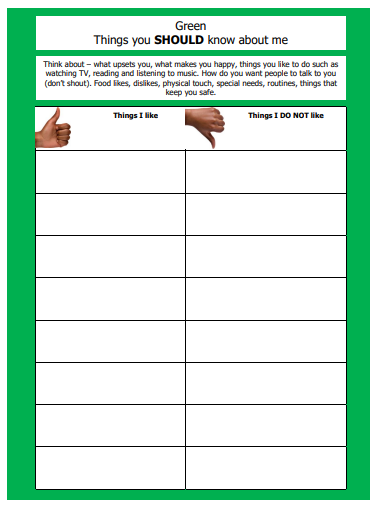 Green
Things you SHOULD know about me
Think about – what upsets you, what makes you happy, things you like to do such as
watching TV, reading and listening to music. How do you want people to talk to you
(don't shout). Food likes, dislikes, physical touch, special needs, routines, things that
keep you safe.
Things I like
Things I DO NOT like